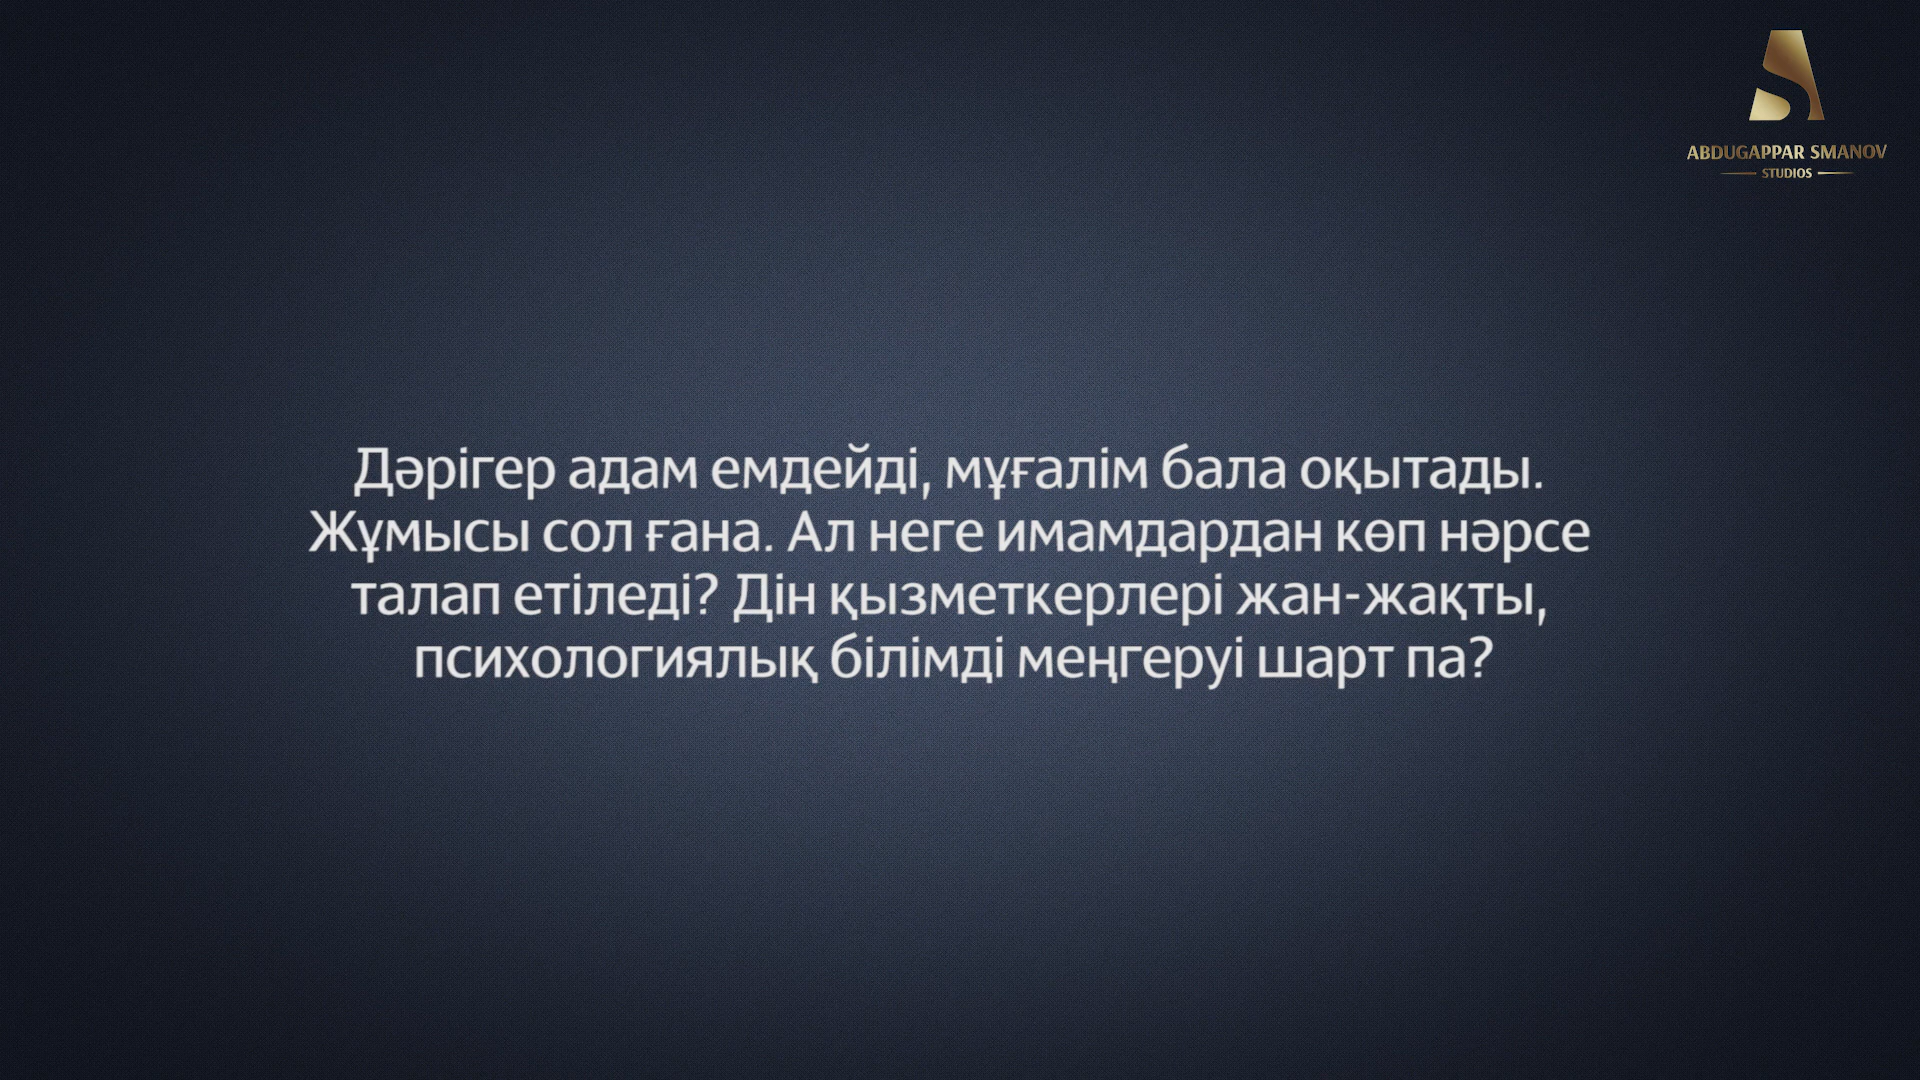 ABDUGAPPAR SMANOV
STUDIOS
Дәрігер адам емдейді, мұғалім бала оқытады.
Жұмысы сол ғана. Ал неге имамдардан көп нәрсе
талап етіледі? Дін қызметкерлері жан-жақты,
психологиялық білімді меңгеруі шарт па?